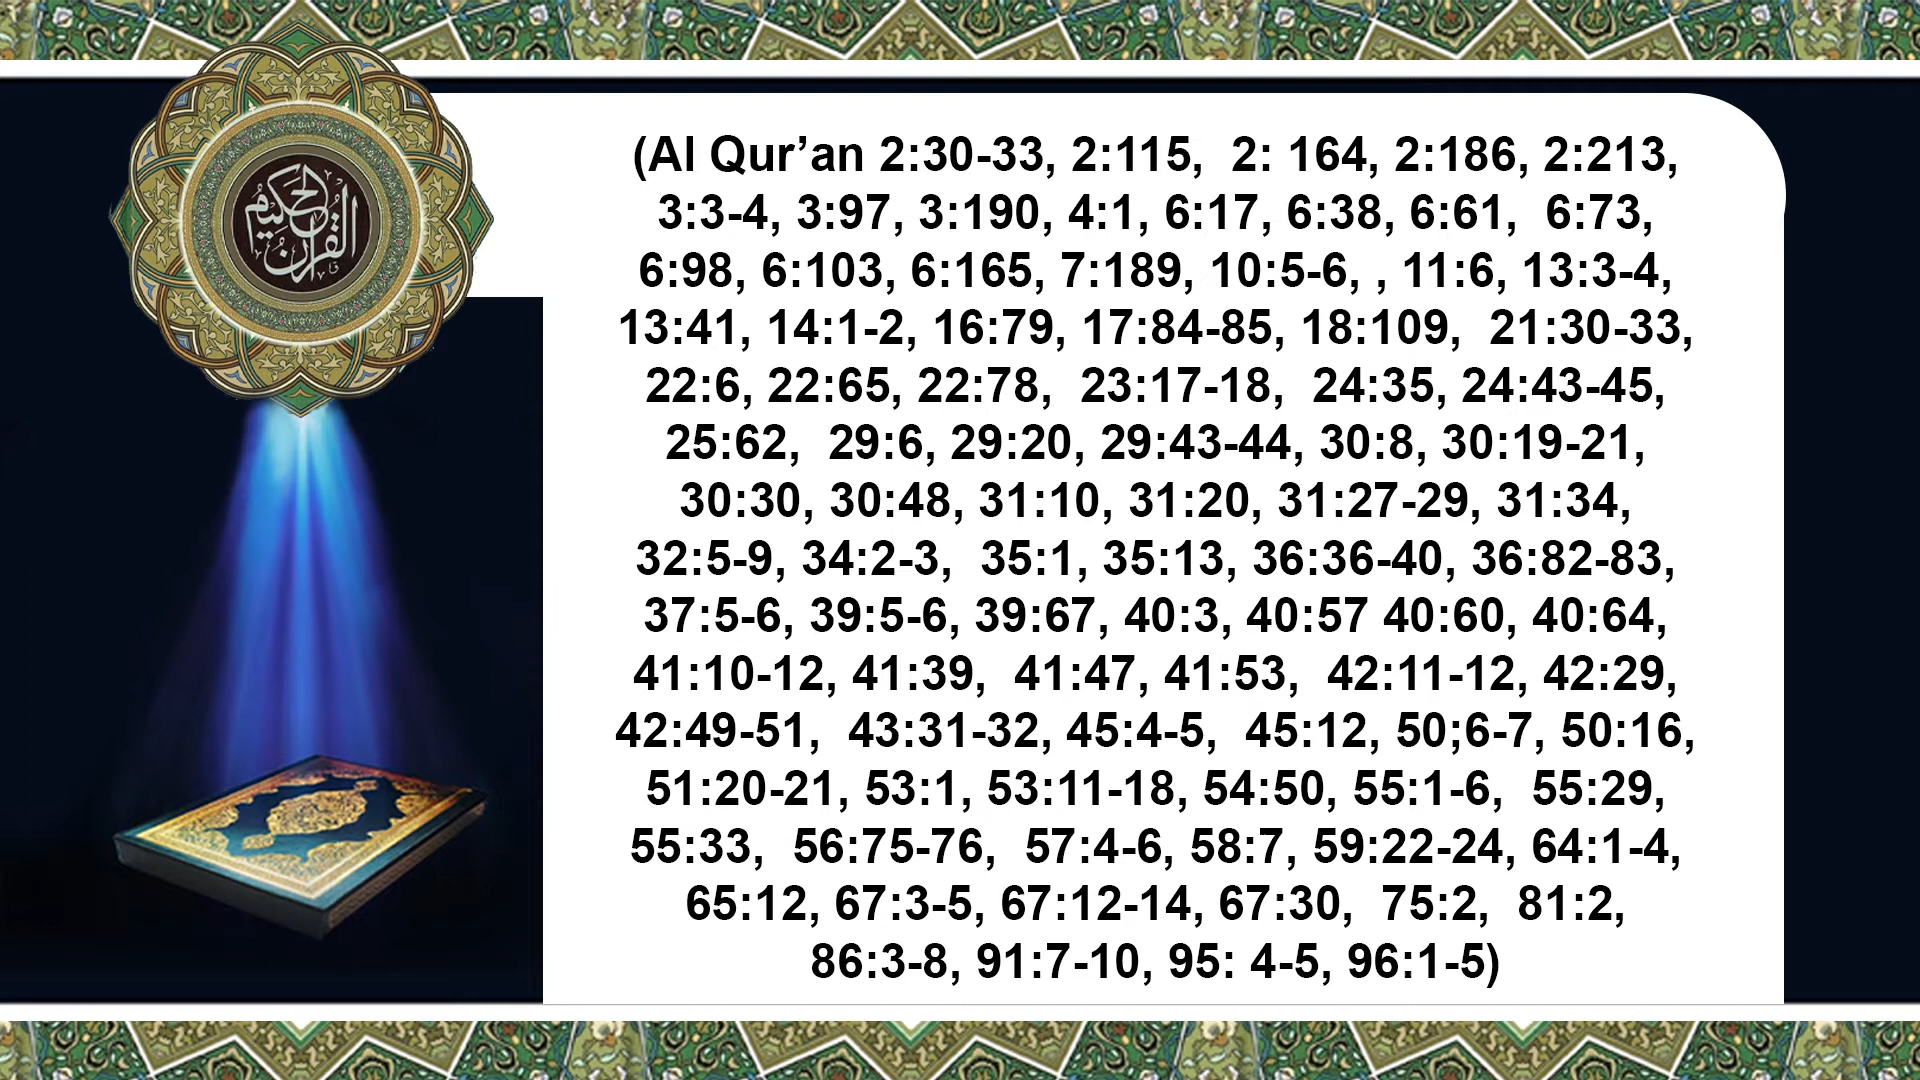 القرآن الحكيم
(Al Qur’an 2:30-33, 2:115,  2: 164, 2:186, 2:213,
3:3-4, 3:97, 3:190, 4:1, 6:17, 6:38, 6:61,  6:73,
6:98, 6:103, 6:165, 7:189, 10:5-6, , 11:6, 13:3-4,
13:41, 14:1-2, 16:79, 17:84-85, 18:109,  21:30-33,
22:6, 22:65, 22:78,  23:17-18,  24:35, 24:43-45,
25:62,  29:6, 29:20, 29:43-44, 30:8, 30:19-21,
30:30, 30:48, 31:10, 31:20, 31:27-29, 31:34,
32:5-9, 34:2-3,  35:1, 35:13, 36:36-40, 36:82-83,
37:5-6, 39:5-6, 39:67, 40:3, 40:57 40:60, 40:64,
41:10-12, 41:39,  41:47, 41:53,  42:11-12, 42:29,
42:49-51,  43:31-32, 45:4-5,  45:12, 50;6-7, 50:16,
51:20-21, 53:1, 53:11-18, 54:50, 55:1-6,  55:29,
55:33,  56:75-76,  57:4-6, 58:7, 59:22-24, 64:1-4,
65:12, 67:3-5, 67:12-14, 67:30,  75:2,  81:2,
86:3-8, 91:7-10, 95: 4-5, 96:1-5)